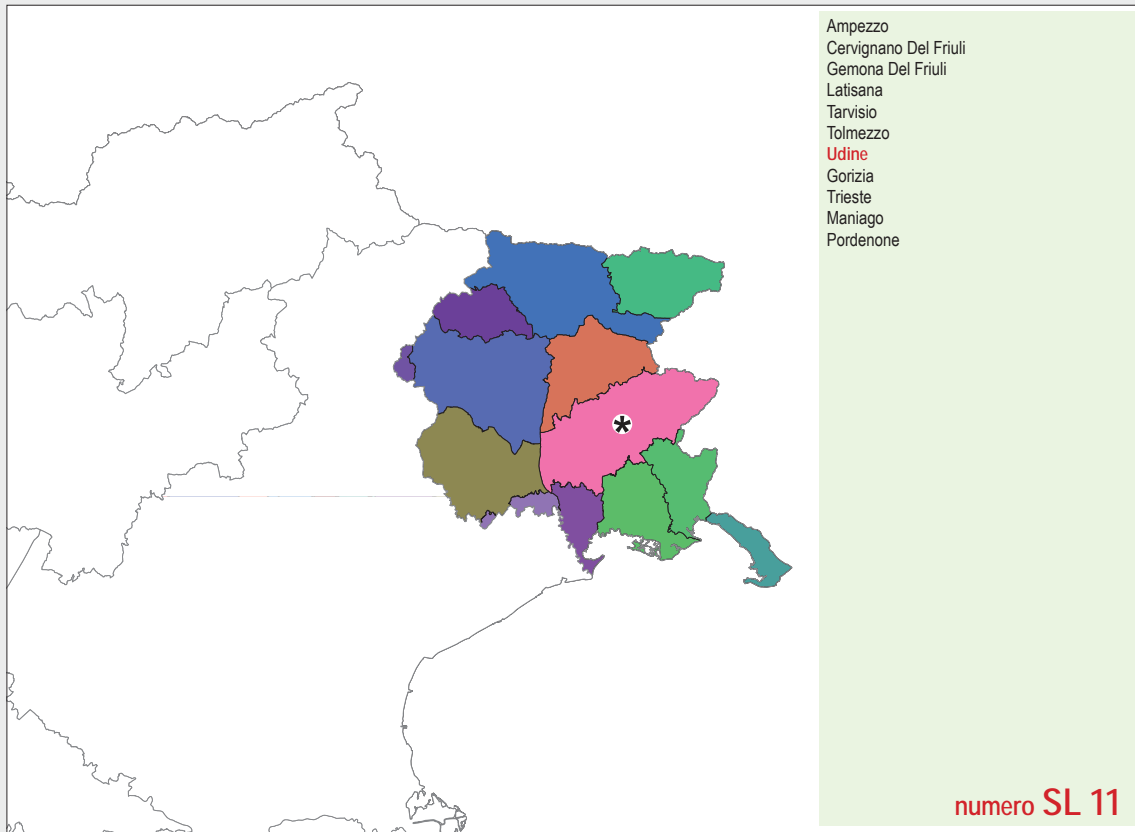 Ampezzo
Cervignano Del Friuli
Gemona Del Friuli
Latisana
Tarvisio
Tolmezzo
Udine
Gorizia
Trieste
Maniago
Pordenone
*
numero SL 11